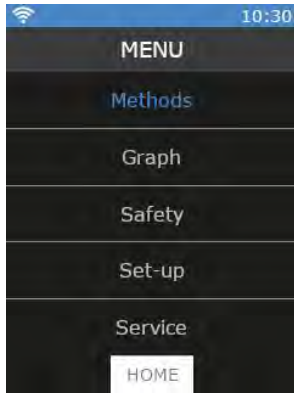 10:30
MENU
Methods
Graph
Safety
Set-up
Service
HOME